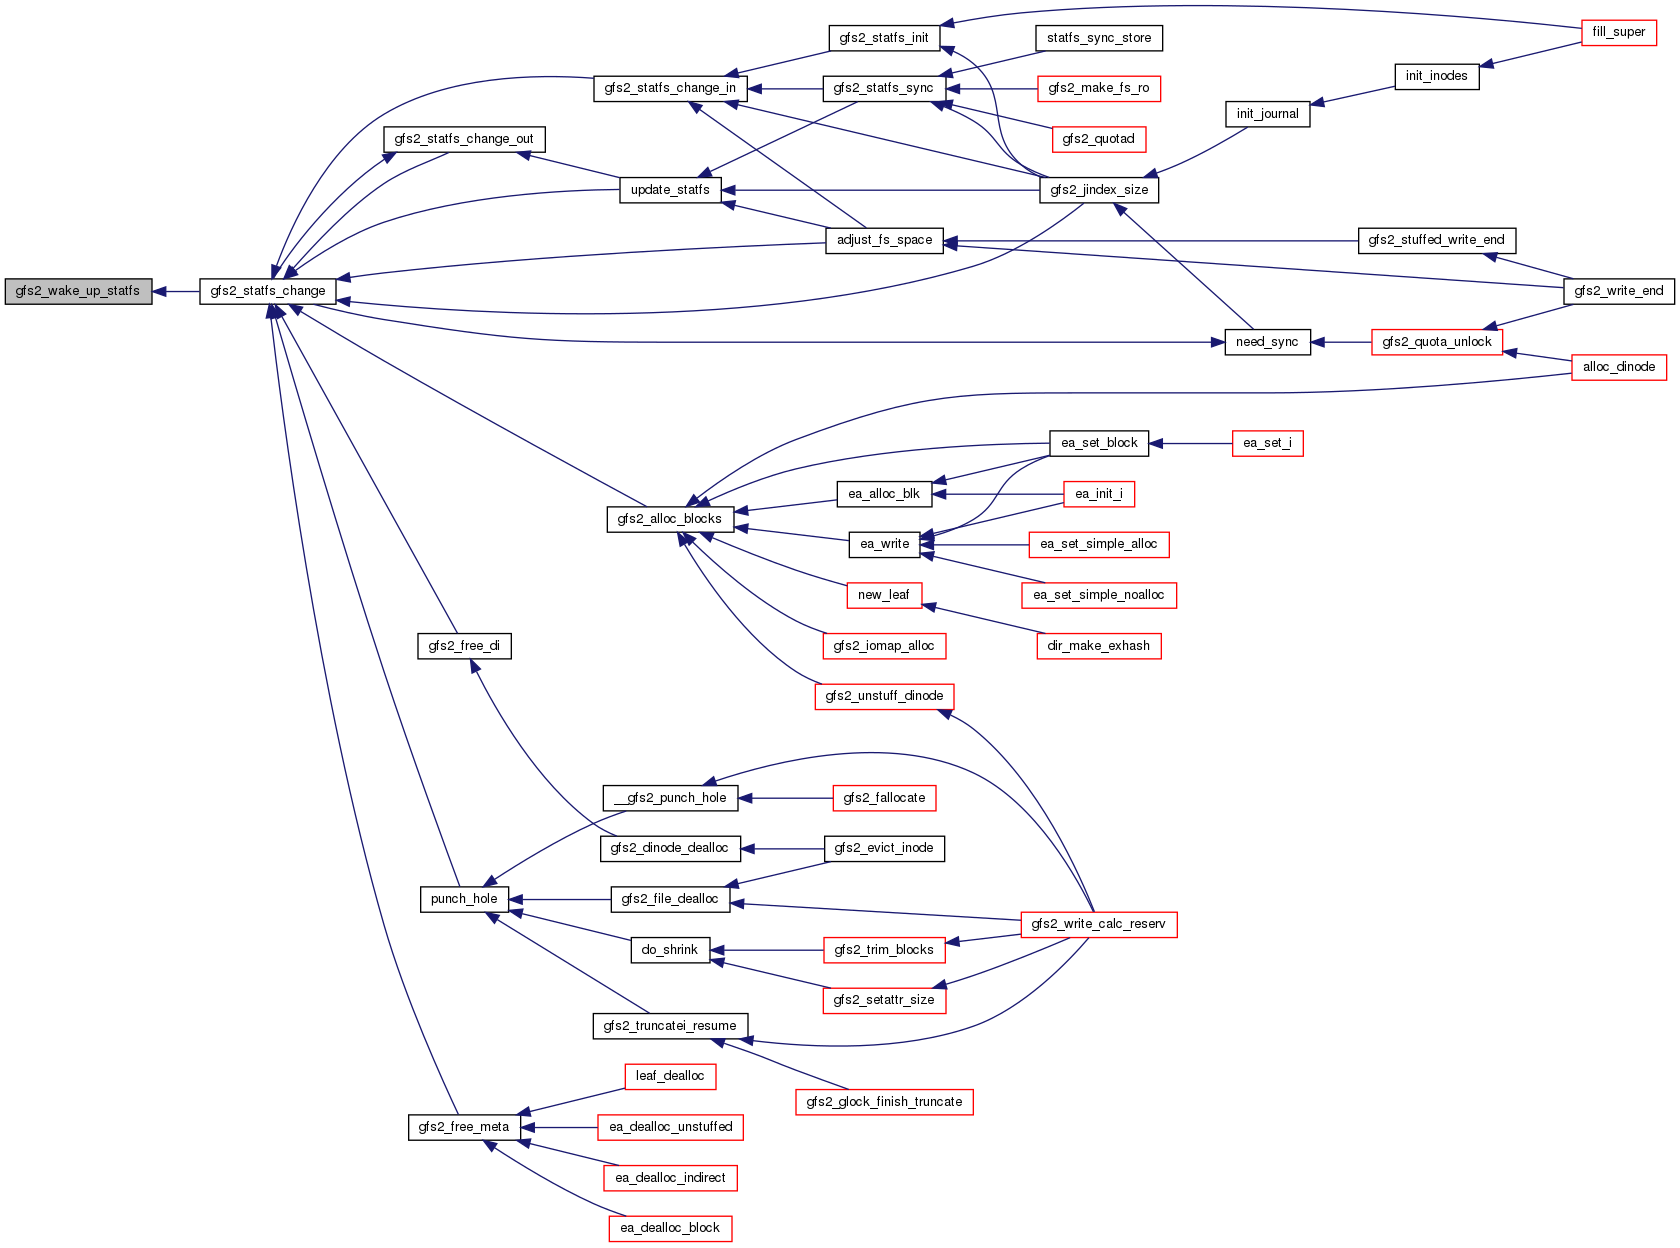 gfs2_wake_up_statfs
gfs2_statfs_change
gfs2_statfs_change_in
gfs2_statfs_change_out
update_statfs
gfs2_statfs_init
gfs2_statfs_sync
adjust_fs_space
statfs_sync_store
gfs2_make_fs_ro
gfs2_quotad
gfs2_jindex_size
init_journal
init_inodes
fill_super
gfs2_stuffed_write_end
gfs2_write_end
need_sync
gfs2_quota_unlock
alloc_dinode
gfs2_alloc_blocks
ea_set_block
ea_set_i
ea_alloc_blk
ea_init_i
ea_write
ea_set_simple_alloc
ea_set_simple_noalloc
new_leaf
dir_make_exhash
gfs2_iomap_alloc
gfs2_unstuff_dinode
gfs2_free_di
__gfs2_punch_hole
gfs2_fallocate
gfs2_dinode_dealloc
gfs2_evict_inode
punch_hole
gfs2_file_dealloc
gfs2_write_calc_reserv
do_shrink
gfs2_trim_blocks
gfs2_setattr_size
gfs2_truncatei_resume
gfs2_glock_finish_truncate
gfs2_free_meta
leaf_dealloc
ea_dealloc_unstuffed
ea_dealloc_indirect
ea_dealloc_block